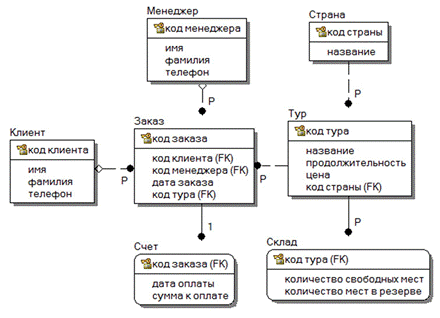 Менеджер
код менеджера
имя
фамилия
телефон
P
Страна
код страны
название
P
Клиент
код клиента
имя
фамилия
телефон
P
Заказ
код заказа
код клиента (FK)
код менеджера (FK)
дата заказа
код тура (FK)
P
Тур
код тура
название
продолжительность
цена
код страны (FK)
1
P
Счет
код заказа (FK)
дата оплаты
сумма к оплате
Склад
код тура (FK)
количество свободных мест
количество мест в резерве